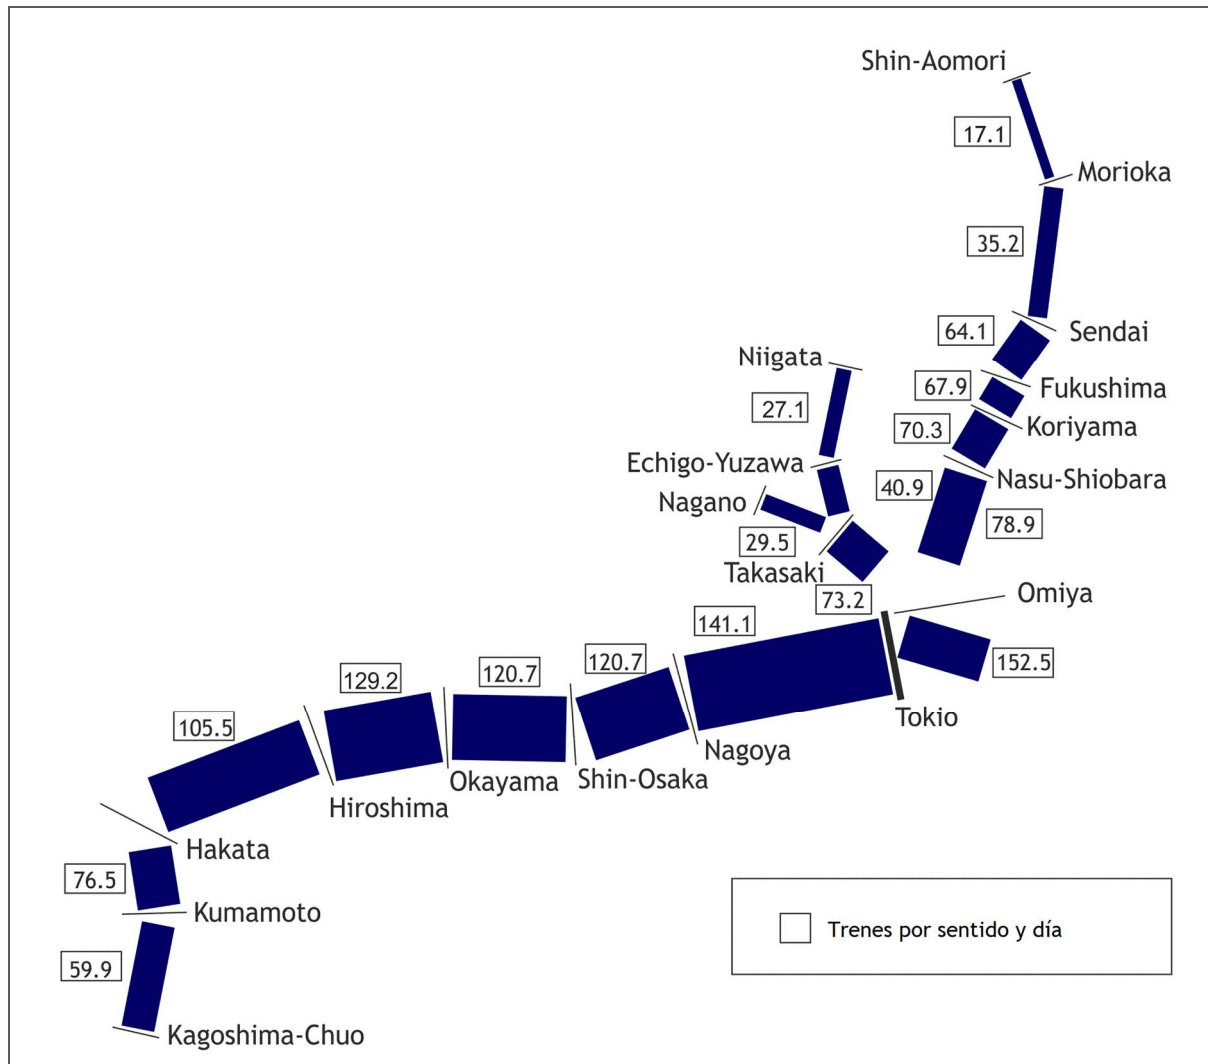 Shin-Aomori
17.1
Morioka
35.2
64.1
Sendai
Niigata
67.9
Fukushima
27.1
70.3
Koriyama
Echigo-Yuzawa
Nagano
40.9
Nasu-Shiobara
78.9
29.5
Takasaki
73.2
Omiya
141.1
152.5
120.7
120.7
129.2
105.5
Tokio
Nagoya
Shin-Osaka
Okayama
Hiroshima
Hakata
76.5
Kumamoto
59.9
Kagoshima-Chuo
Trenes por sentido y día